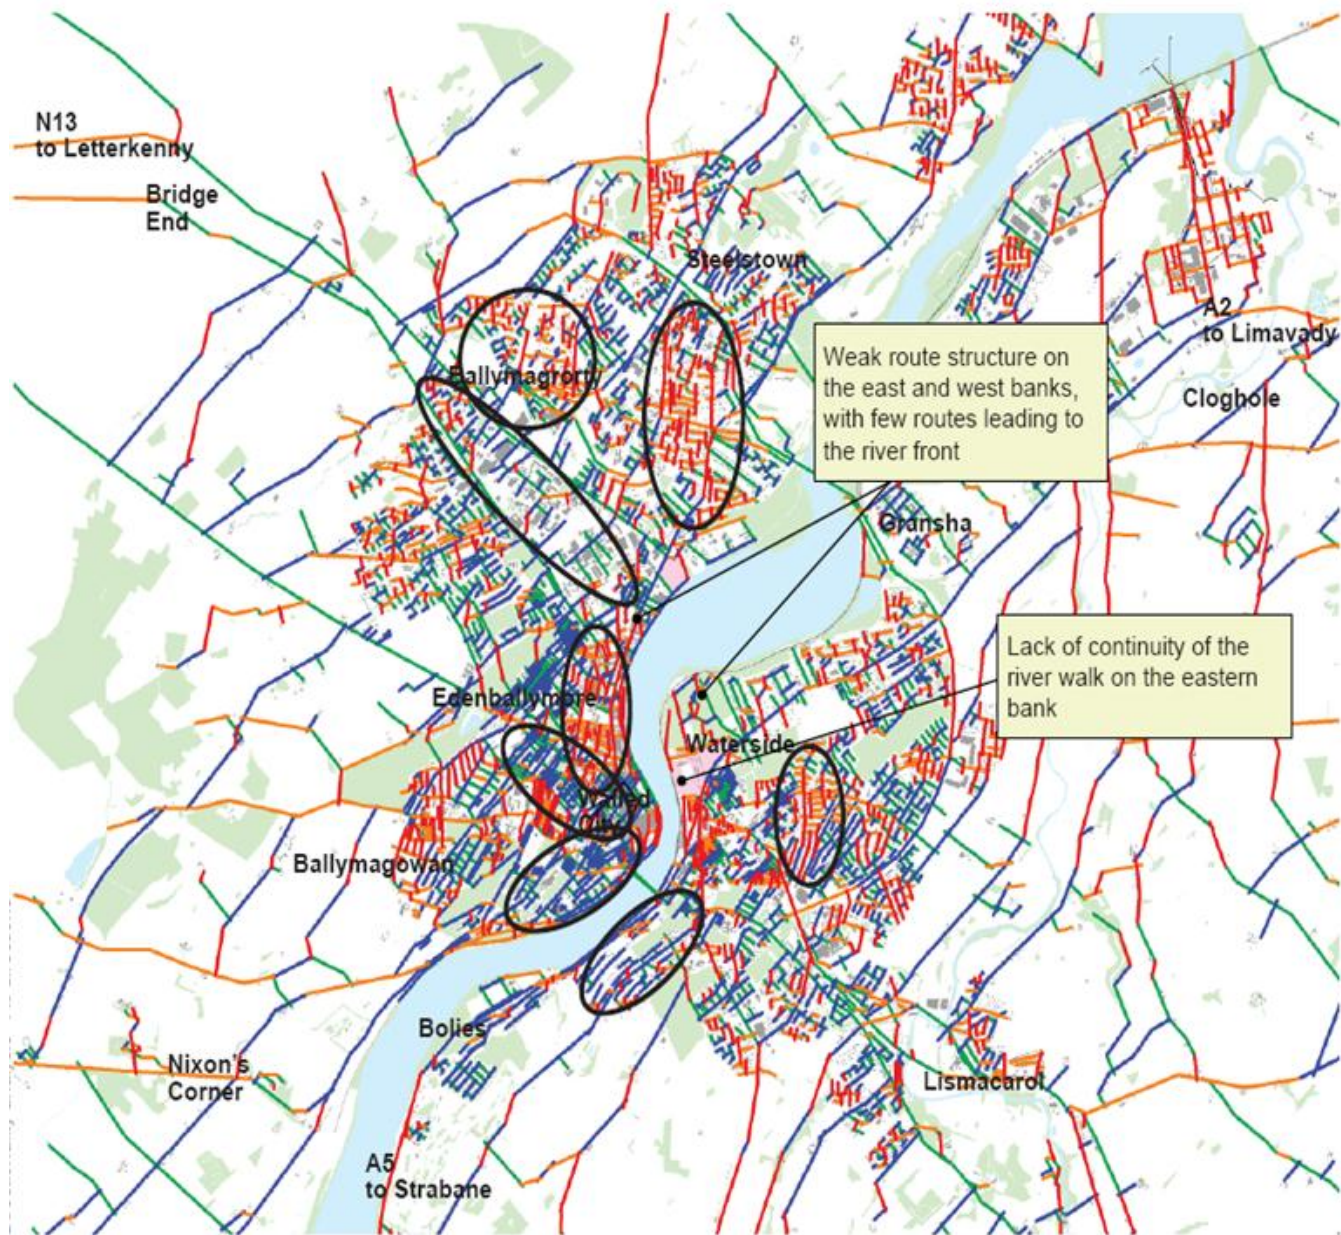 N13
to Letterkenny
Bridge
End
Steelstown
A2
to Limavady
Weak route structure on
the east and west banks,
with few routes leading to
the river front
Ballymagrorty
Cloghole
Gransha
Lack of continuity of the
river walk on the eastern
bank
Edenballymore
Waterside
Walled
City
Ballymagowan
Bolies
Nixon's
Corner
Lismacarol
A5
to Strabane